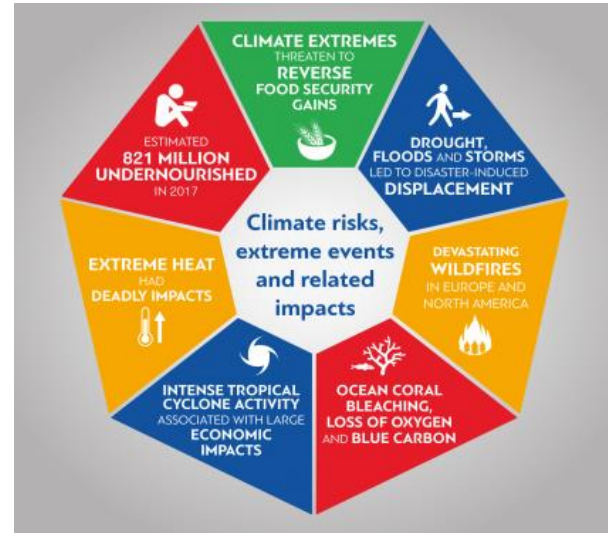 CLIMATE EXTREMES
THREATEN TO
REVERSE
FOOD SECURITY
GAINS
DROUGHT,
FLOODS AND STORMS
LED TO DISASTER-INDUCED
DISPLACEMENT
DEVASTATING
WILDFIRES
IN EUROPE AND
NORTH AMERICA
OCEAN CORAL
BLEACHING,
LOSS OF OXYGEN
AND BLUE CARBON
INTENSE TROPICAL
CYCLONE ACTIVITY
ASSOCIATED WITH LARGE
ECONOMIC
IMPACTS
EXTREME HEAT
HAD
DEADLY IMPACTS
ESTIMATED
821 MILLION
UNDERNOURISHED
IN 2017
Climate risks,
extreme events
and related
impacts